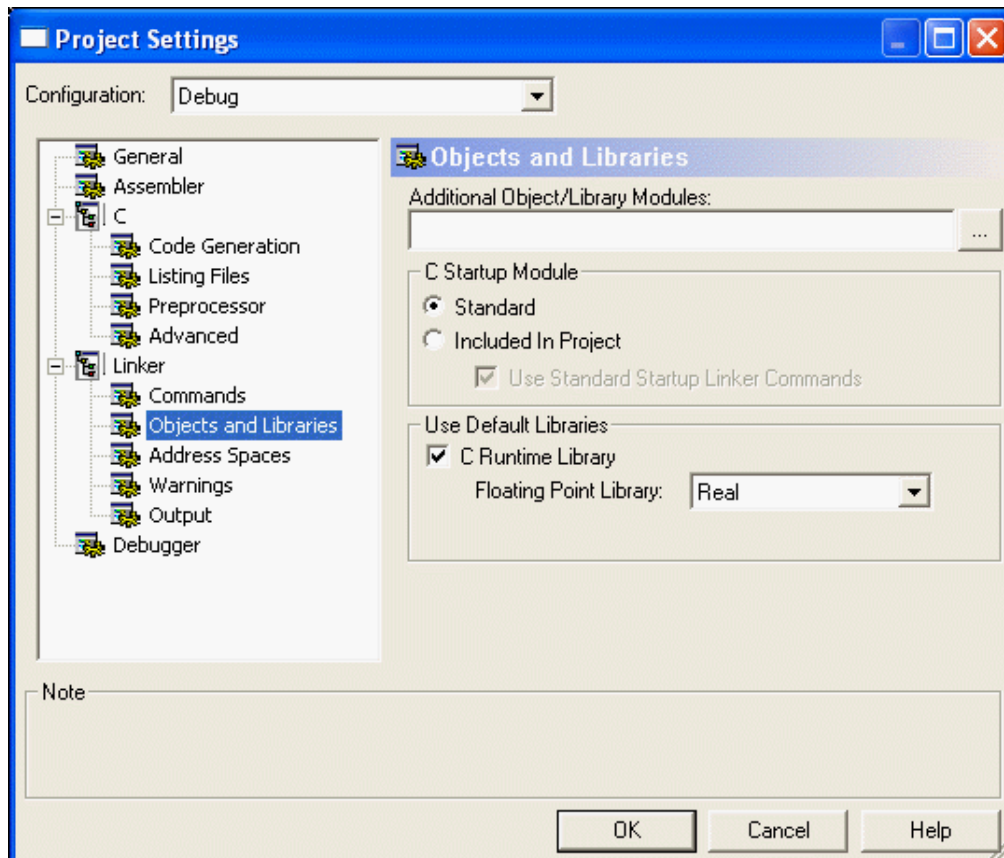 Project Settings
Configuration: Debug
General
Assembler
C
Code Generation
Listing Files
Preprocessor
Advanced
Linker
Commands
Objects and Libraries
Address Spaces
Warnings
Output
Debugger
Objects and Libraries
Additional Object/Library Modules:
...
C Startup Module
Standard
Included In Project
Use Standard Startup Linker Commands
Use Default Libraries
C Runtime Library
Floating Point Library: Real
Note
OK Cancel Help